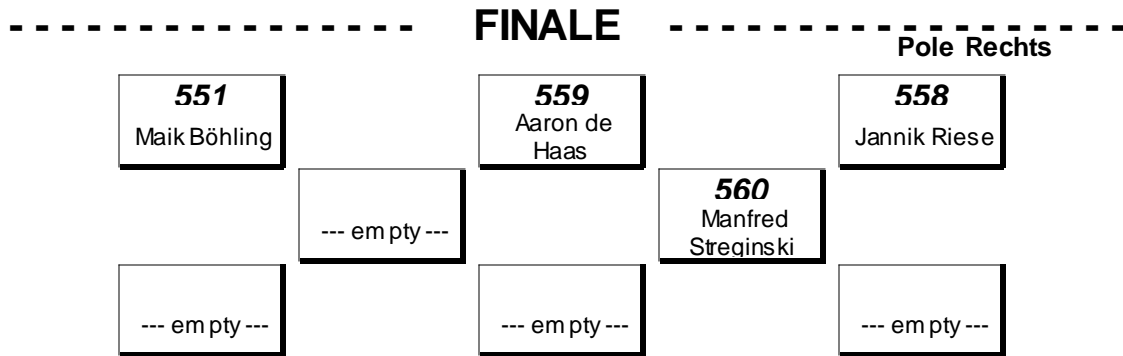 - - - - - - - - - - - - - - - - - FINALE - - - - - - - - - - - - - - - - - - -
Pole Rechts
551 559 558
Maik Böhling Aaron de Haas Jannik Riese
560
--- empty --- Manfred Streginski
--- empty --- --- empty --- --- empty ---